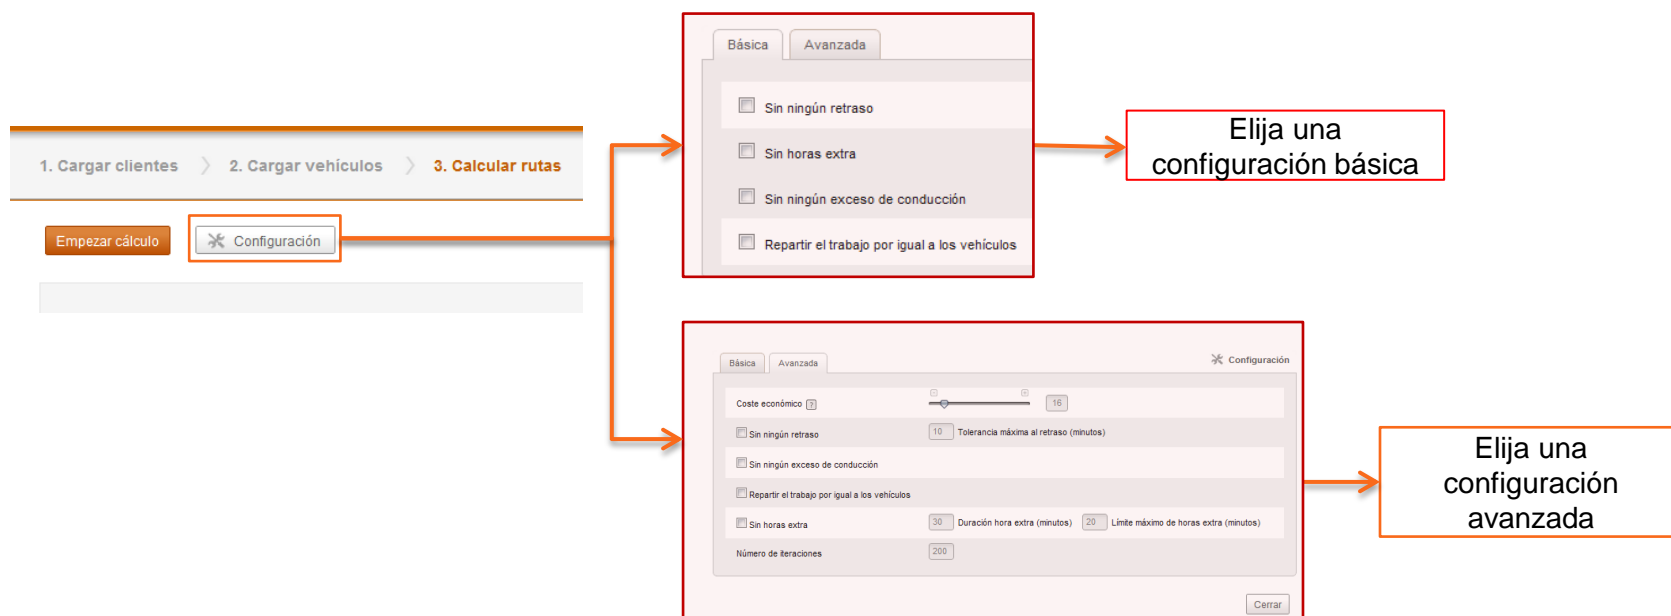 1. Cargar clientes 2. Cargar vehículos 3. Calcular rutas
Empezar cálculo Configuración
Básica Avanzada
Sin ningún retraso
Sin horas extra
Sin ningún exceso de conducción
Repartir el trabajo por igual a los vehículos
Elija una
configuración básica
Básica Avanzada Configuración
Coste económico [?] - + 16
Sin ningún retraso 10 Tolerancia máxima al retraso (minutos)
Sin ningún exceso de conducción
Repartir el trabajo por igual a los vehículos
Sin horas extra 30 Duración hora extra (minutos) 20 Límite máximo de horas extra (minutos)
Número de iteraciones 200
Cerrar
Elija una
configuración
avanzada